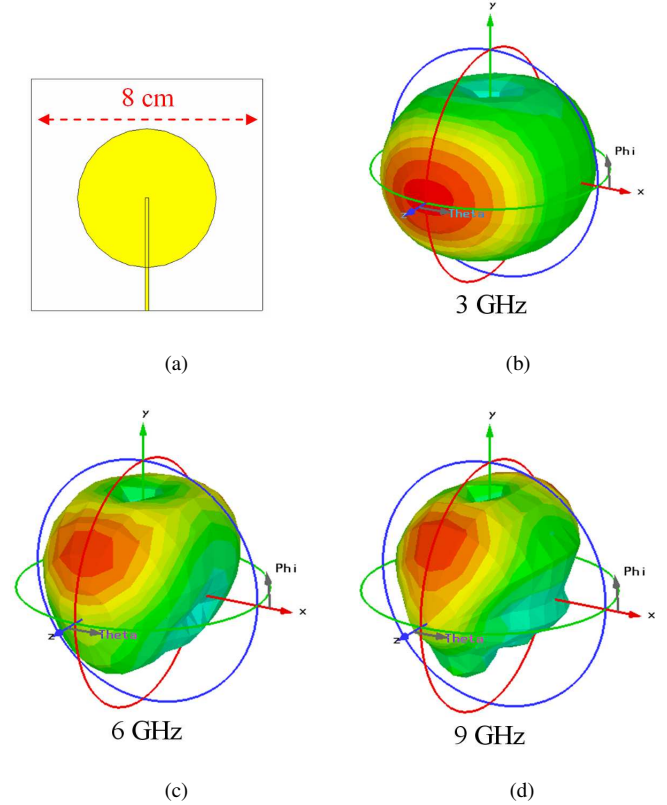 8 cm
y
Phi
x
z
Theta
3 GHz
(a)
(b)
y
Phi
x
z
Theta
6 GHz
y
Phi
x
z
Theta
9 GHz
(c)
(d)